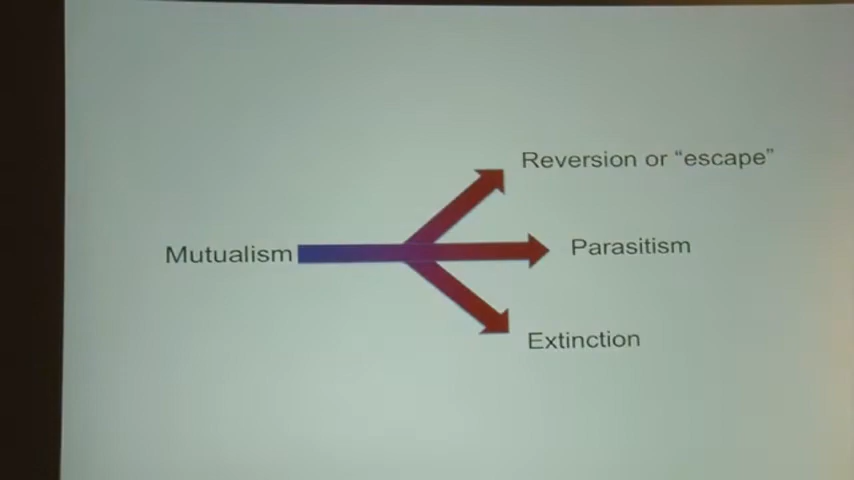 Reversion or “escape”
Mutualism
Parasitism
Extinction